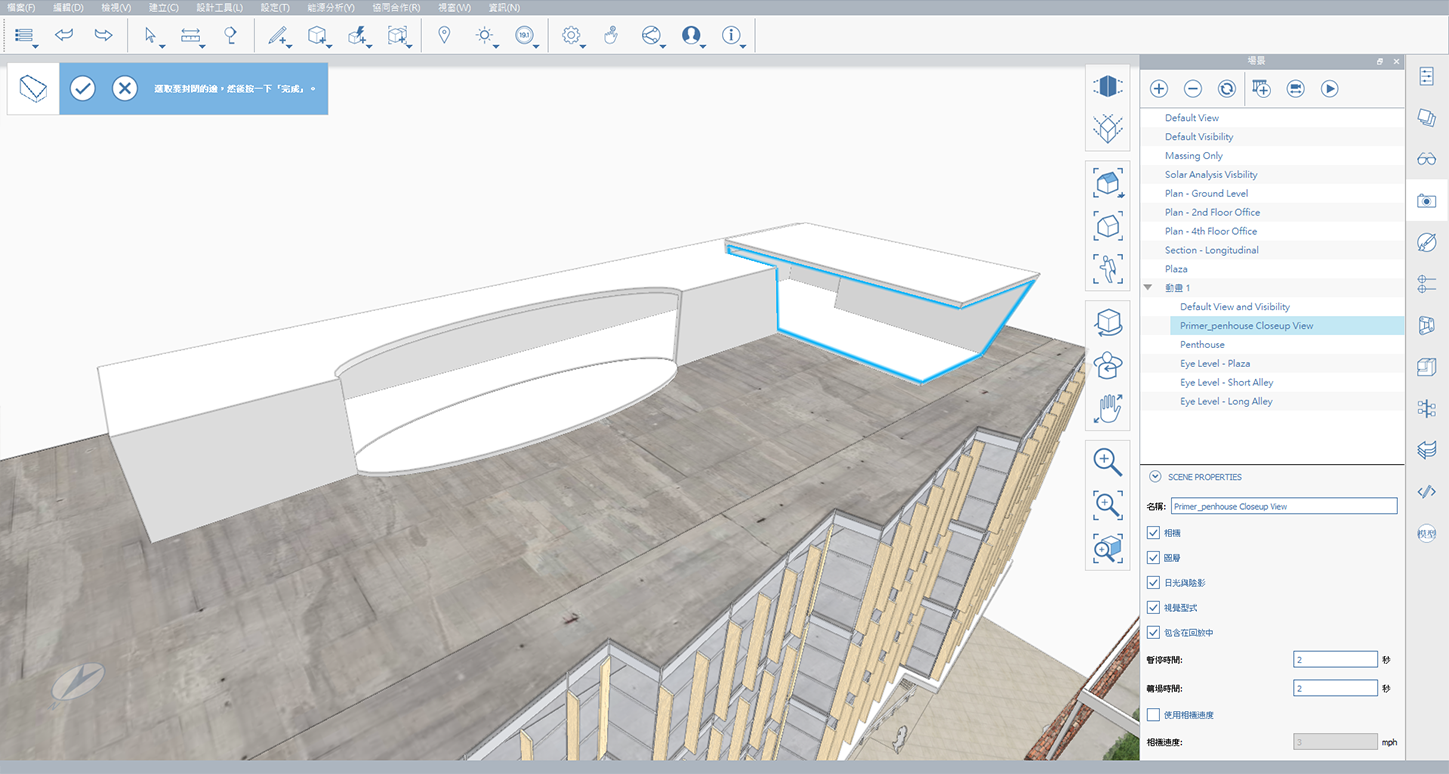 檔案(F) 編輯(D) 檢視(V) 建立(C) 設計工具(L) 設定(T) 能源分析(Y) 協同合作(R) 視窗(W) 資訊(N)
19.1
選取要封閉的邊，然後按一下「完成」。
場景
Default View
Default Visibility
Massing Only
Solar Analysis Visbility
Plan - Ground Level
Plan - 2nd Floor Office
Plan - 4th Floor Office
Section - Longitudinal
Plaza
動畫 1
Default View and Visibility
Primer_penhouse Closeup View
Penthouse
Eye Level - Plaza
Eye Level - Short Alley
Eye Level - Long Alley
SCENE PROPERTIES
名稱: Primer_penhouse Closeup View
相機
圖層
日光與陰影
視覺型式
包含在回放中
暫停時間: 2 秒
轉場時間: 2 秒
使用相機速度
相機速度: 3 mph
模型